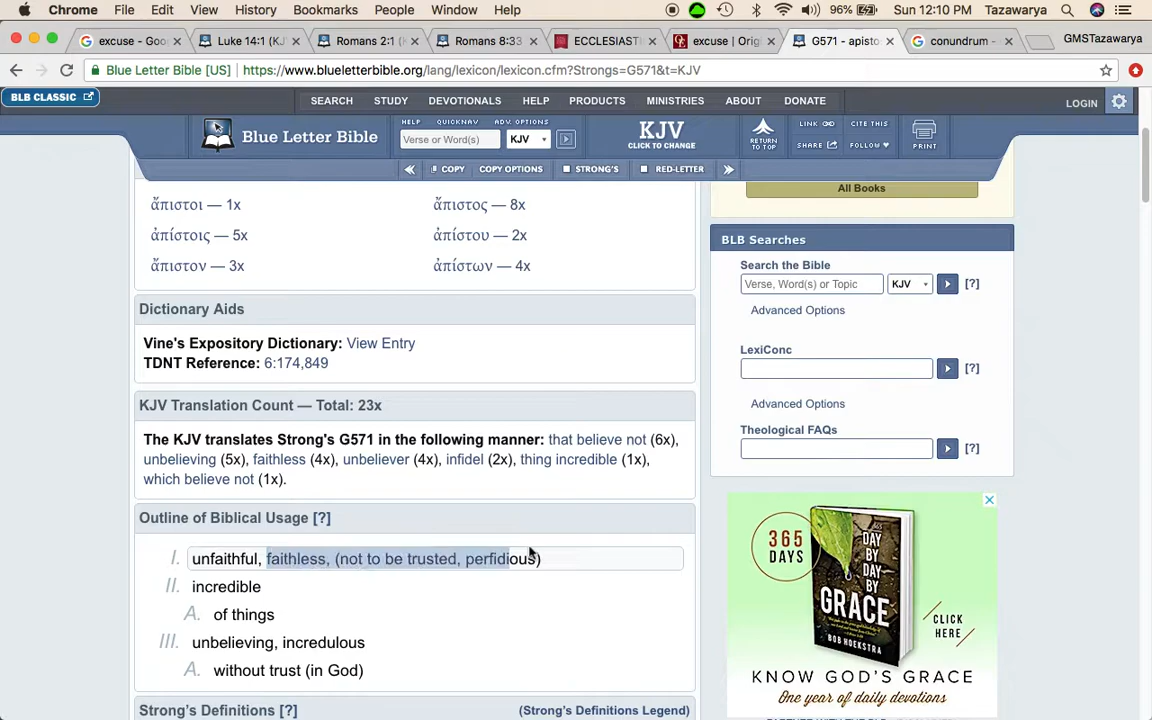 Chrome File Edit View History Bookmarks People Window Help 96% Sun 12:10 PM Tazawarya
excuse - Goo
Luke 14:1 (KJ
Romans 2:1 (
Romans 8:33
ECCLESIAST
excuse | Orig
G571 - apisto
conundrum -
GMSTazawarya
Blue Letter Bible [US] https://www.blueletterbible.org/lang/lexicon/lexicon.cfm?Strongs=G571&t=KJV
BLB CLASSIC
SEARCH STUDY DEVOTIONALS HELP PRODUCTS MINISTRIES ABOUT DONATE LOGIN
Blue Letter Bible
HELP QUICKNAV ADV. OPTIONS
Verse or Word(s) KJV
KJV
CLICK TO CHANGE
RETURN
TO TOP
LINK CITE THIS
SHARE FOLLOW
PRINT
COPY COPY OPTIONS STRONG'S RED-LETTER
ἄπιστοι — 1x ἄπιστος — 8x
ἀπίστοις — 5x ἀπίστου — 2x
ἄπιστον — 3x ἀπίστων — 4x
Dictionary Aids
Vine's Expository Dictionary: View Entry
TDNT Reference: 6:174,849
KJV Translation Count — Total: 23x
The KJV translates Strong's G571 in the following manner: that believe not (6x),
unbelieving (5x), faithless (4x), unbeliever (4x), infidel (2x), thing incredible (1x),
which believe not (1x).
Outline of Biblical Usage [?]
I. unfaithful, faithless, (not to be trusted, perfidious)
II. incredible
A. of things
III. unbelieving, incredulous
A. without trust (in God)
Strong's Definitions [?] (Strong's Definitions Legend)
All Books
BLB Searches
Search the Bible
Verse, Word(s) or Topic KJV [?]
Advanced Options
LexiConc
[?]
Advanced Options
Theological FAQs
[?]
365
DAYS
DAY
BY
DAY
BY
GRACE
BOB HOEKSTRA
CLICK
HERE
KNOW GOD'S GRACE
One year of daily devotions